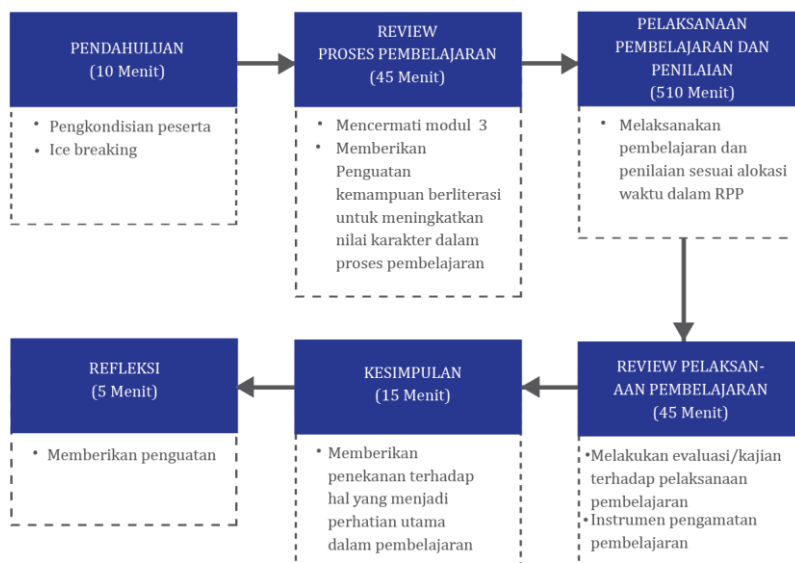 PENDAHULUAN
(10 Menit)
• Pengkondisian peserta
• Ice breaking
REVIEW
PROSES PEMBELAJARAN
(45 Menit)
• Mencermati modul 3
• Memberikan
Penguatan
kemampuan berliterasi
untuk meningkatkan
nilai karakter dalam
proses pembelajaran
PELAKSANAAN
PEMBELAJARAN DAN
PENILAIAN
(510 Menit)
• Melaksanakan
pembelajaran dan
penilaian sesuai alokasi
waktu dalam RPP
REVIEW PELAKSAN-
AAN PEMBELAJARAN
(45 Menit)
•Melakukan evaluasi/kajian
terhadap pelaksanaan
pembelajaran
•Instrumen pengamatan
pembelajaran
KESIMPULAN
(15 Menit)
• Memberikan
penekanan terhadap
hal yang menjadi
perhatian utama
dalam pembelajaran
REFLEKSI
(5 Menit)
• Memberikan penguatan